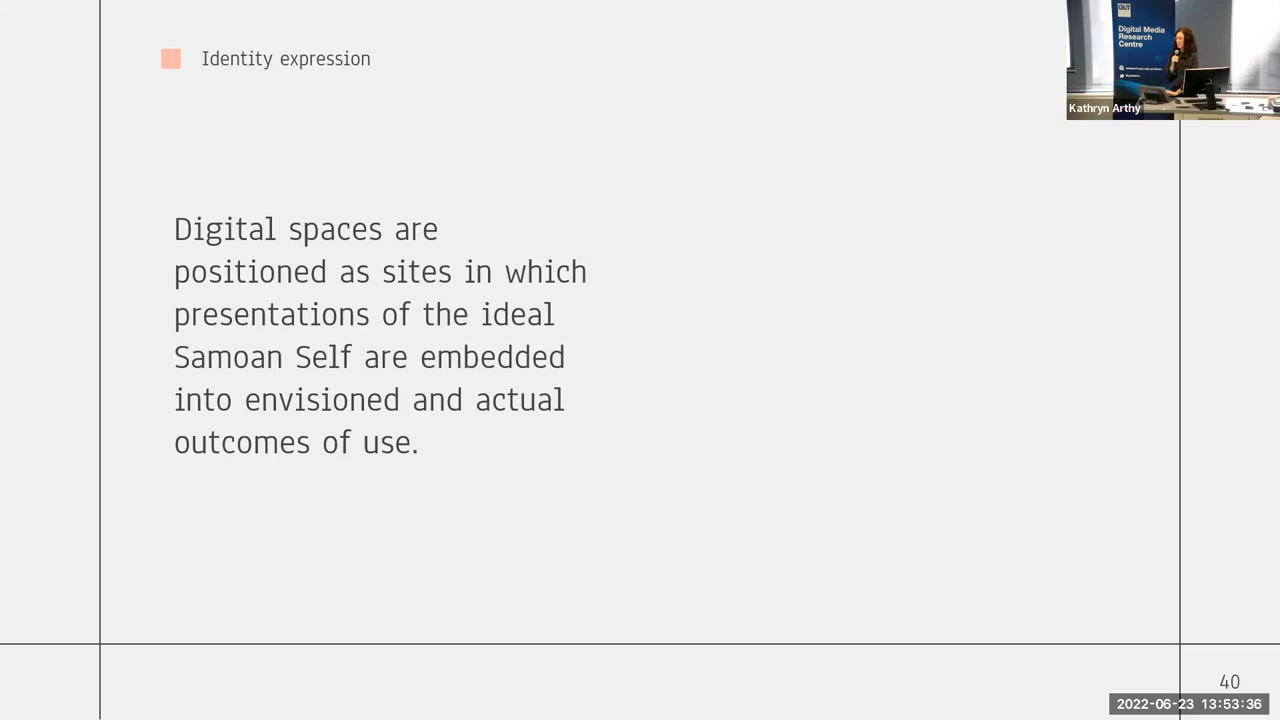 Identity expression
QUT
Digital Media
Research
Centre
Kathryn Arthy
Digital spaces are
positioned as sites in which
presentations of the ideal
Samoan Self are embedded
into envisioned and actual
outcomes of use.
40
2022-06-23 13:53:36